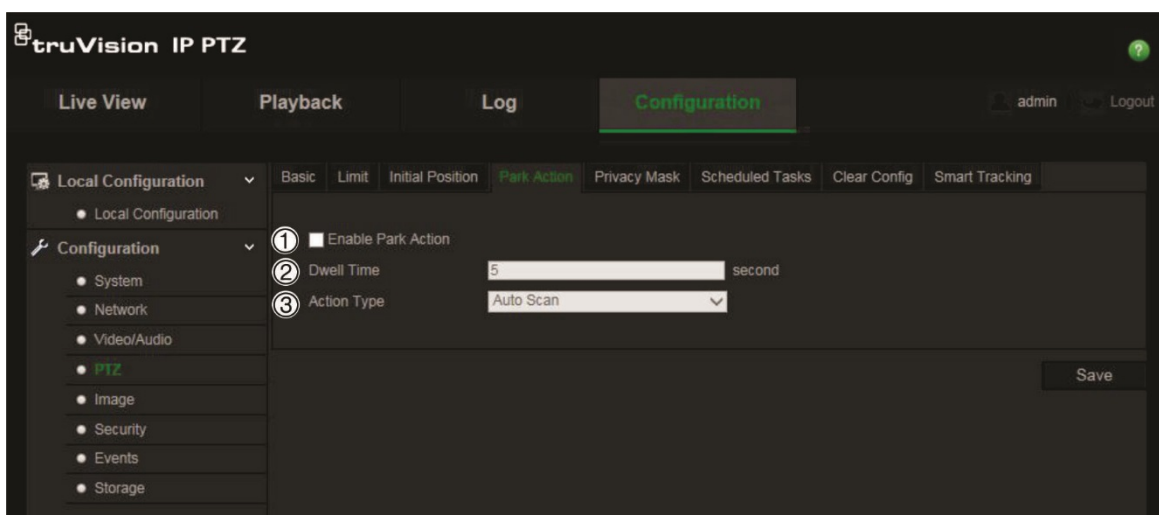 truVision IP PTZ
?
Live View Playback Log Configuration admin Logout
Local Configuration
Local Configuration
Configuration
System
Network
Video/Audio
PTZ
Image
Security
Events
Storage
Basic Limit Initial Position Park Action Privacy Mask Scheduled Tasks Clear Config Smart Tracking
① Enable Park Action
② Dwell Time 5 second
③ Action Type Auto Scan
Save